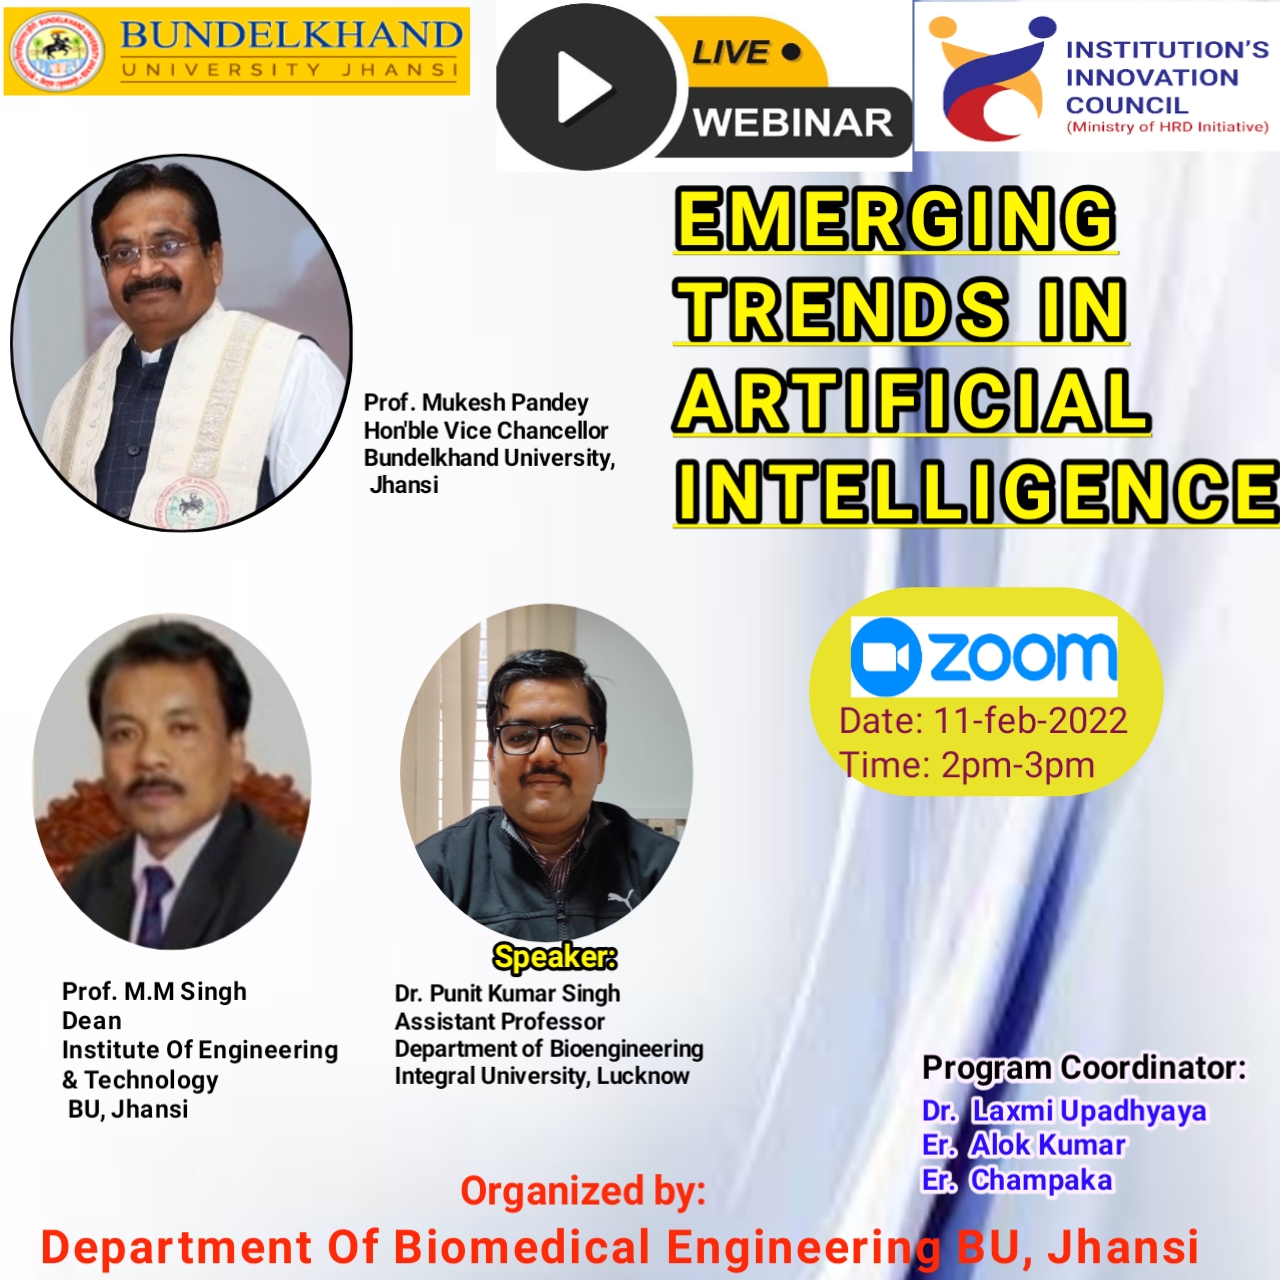 BUNDELKHAND
UNIVERSITY JHANSI
LIVE
WEBINAR
INSTITUTION'S
INNOVATION
COUNCIL
(Ministry of HRD Initiative)
EMERGING
TRENDS IN
ARTIFICIAL
INTELLIGENCE
Prof. Mukesh Pandey
Hon'ble Vice Chancellor
Bundelkhand University,
Jhansi
zoom
Date: 11-feb-2022
Time: 2pm-3pm
Prof. M.M Singh
Dean
Institute Of Engineering
& Technology
BU, Jhansi
Speaker:
Dr. Punit Kumar Singh
Assistant Professor
Department of Bioengineering
Integral University, Lucknow
Program Coordinator:
Dr. Laxmi Upadhyaya
Er. Alok Kumar
Er. Champaka
Organized by:
Department Of Biomedical Engineering BU, Jhansi